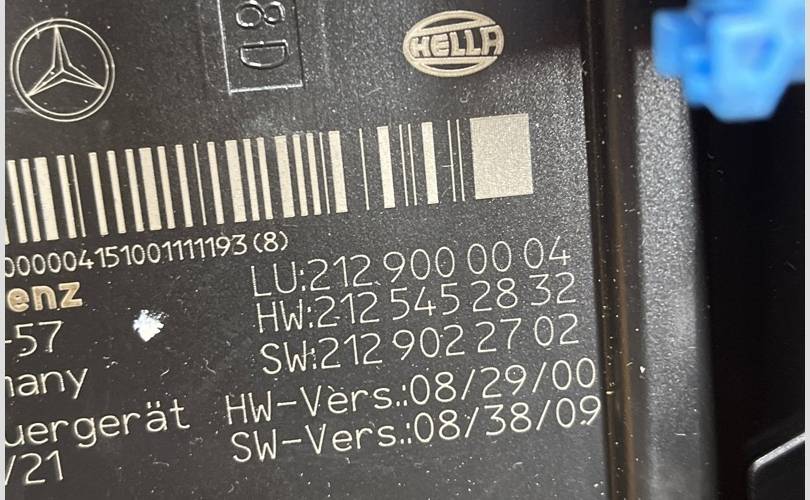 8D
HELLA
000004151001111193(8)
enz
LU:212 900 00 04
HW:212 545 28 32
-57
SW:212 902 27 02
many
HW-Vers.:08/29/00
uergerät
SW-Vers.:08/38/09
/21